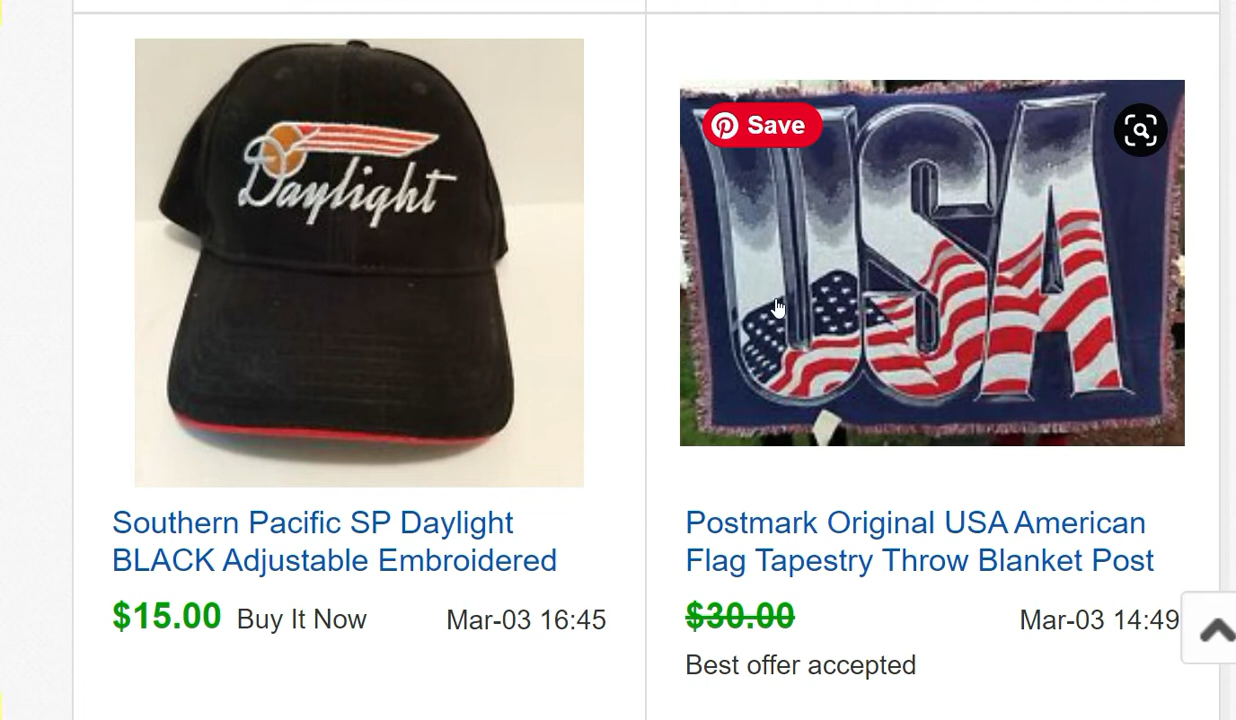 Daylight
Save
USA
Southern Pacific SP Daylight
BLACK Adjustable Embroidered
$15.00 Buy It Now Mar-03 16:45
Postmark Original USA American
Flag Tapestry Throw Blanket Post
$30.00 Mar-03 14:49
Best offer accepted